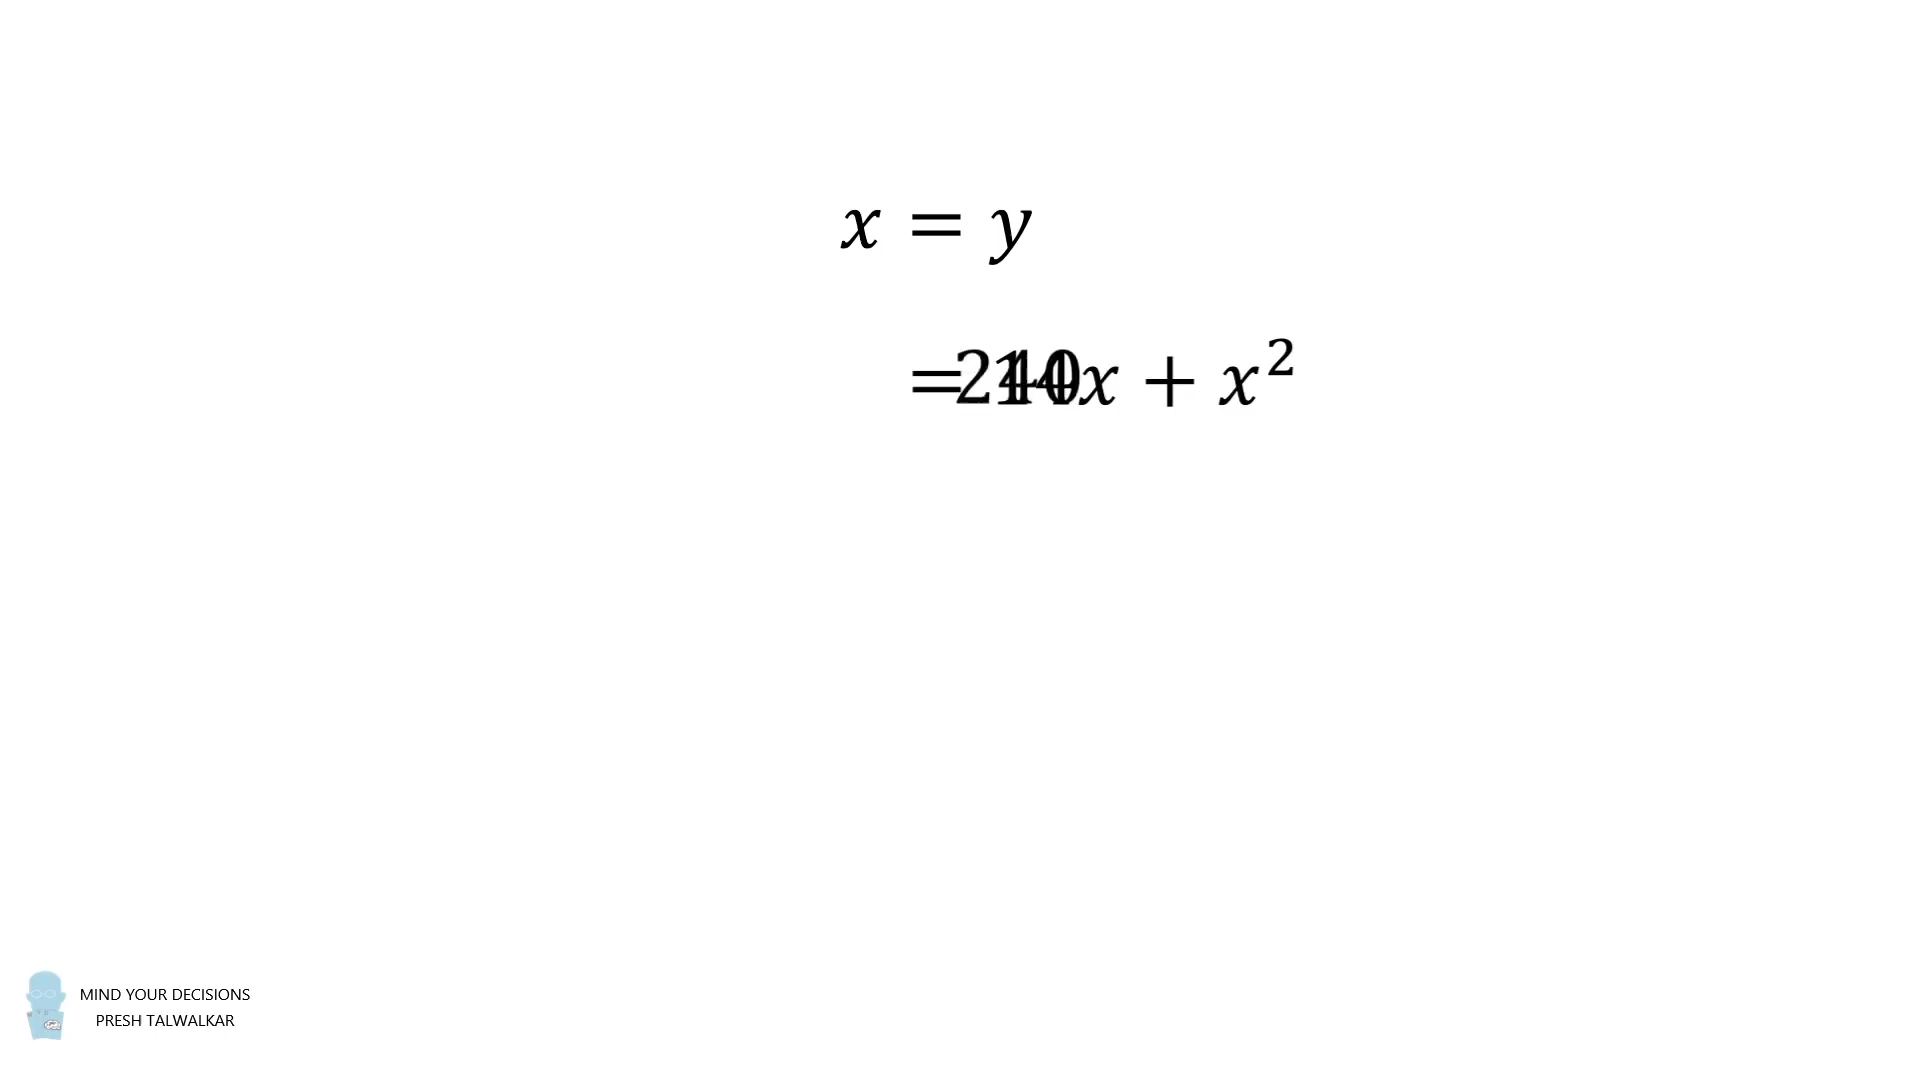 x = y
= x + x²
MIND YOUR DECISIONS
PRESH TALWALKAR